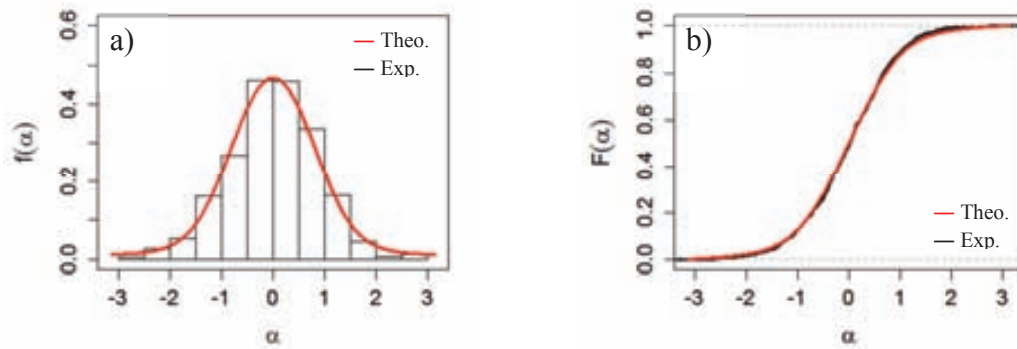 a)
Theo.
Exp.
0.6
0.4
0.2
0.0
f(α)
-3 -2 -1 0 1 2 3
α
b)
Theo.
Exp.
1.0
0.8
0.6
0.4
0.2
0.0
F(α)
-3 -2 -1 0 1 2 3
α